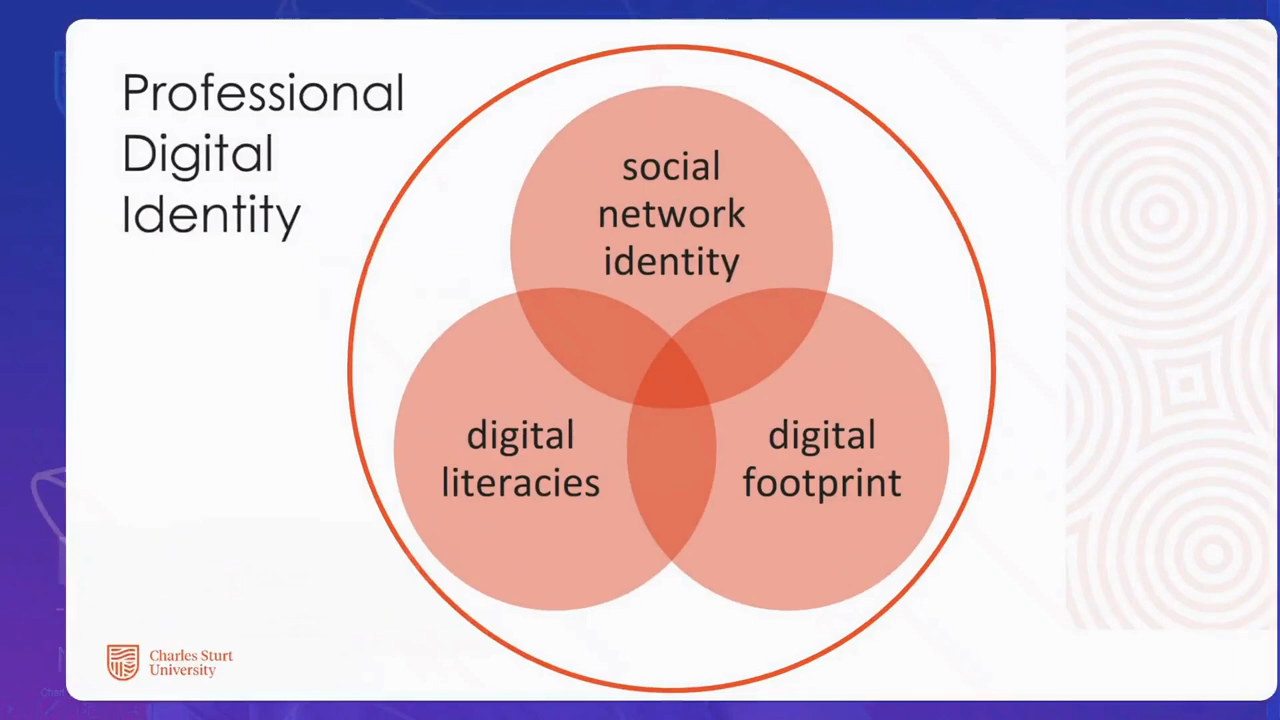 Professional
Digital
Identity
social
network
identity
digital
literacies
digital
footprint
Charles Sturt
University